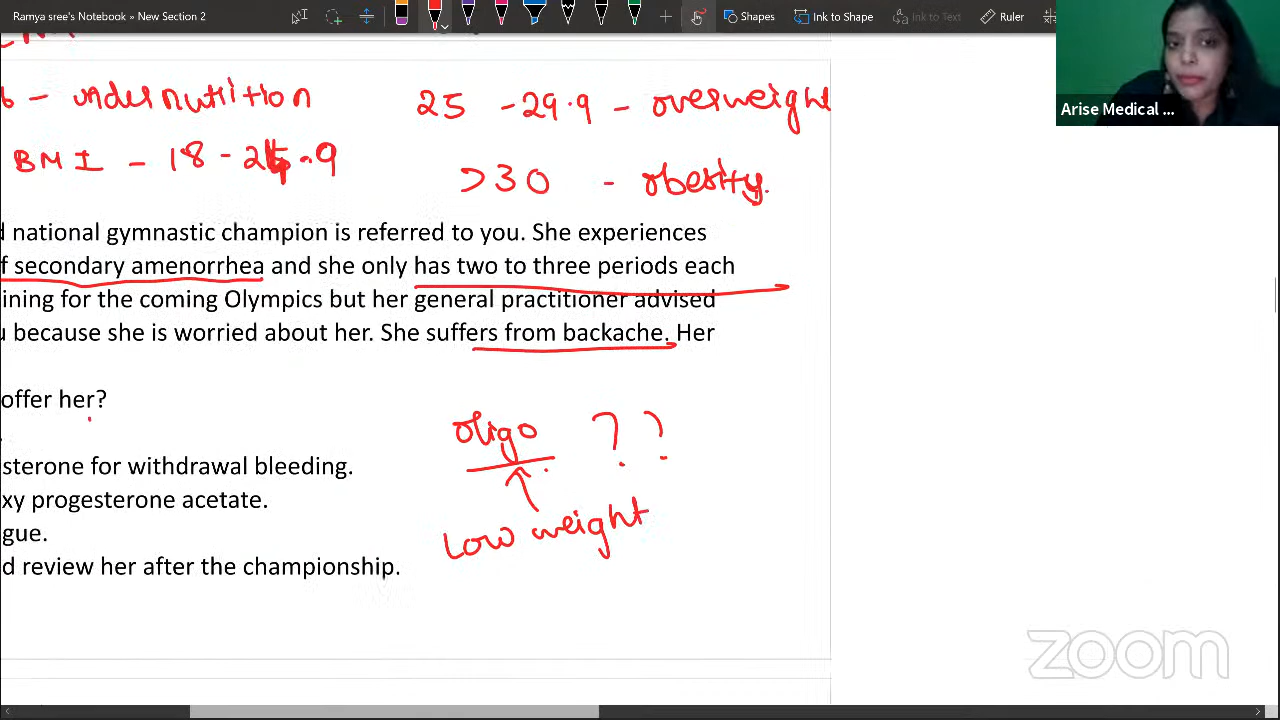 Ramya sree's Notebook » New Section 2
Shapes
Ink to Shape
Ink to Text
Ruler
Arise Medical ...
6 - undernutrition
25 - 29.9 - overweight
BMI - 18 - 24.9
>30 - obesity.
d national gymnastic champion is referred to you. She experiences
f secondary amenorrhea and she only has two to three periods each
ining for the coming Olympics but her general practitioner advised
u because she is worried about her. She suffers from backache. Her
offer her?
sterone for withdrawal bleeding.
xy progesterone acetate.
gue.
d review her after the championship.
oligo ? ?
Low weight
zoom